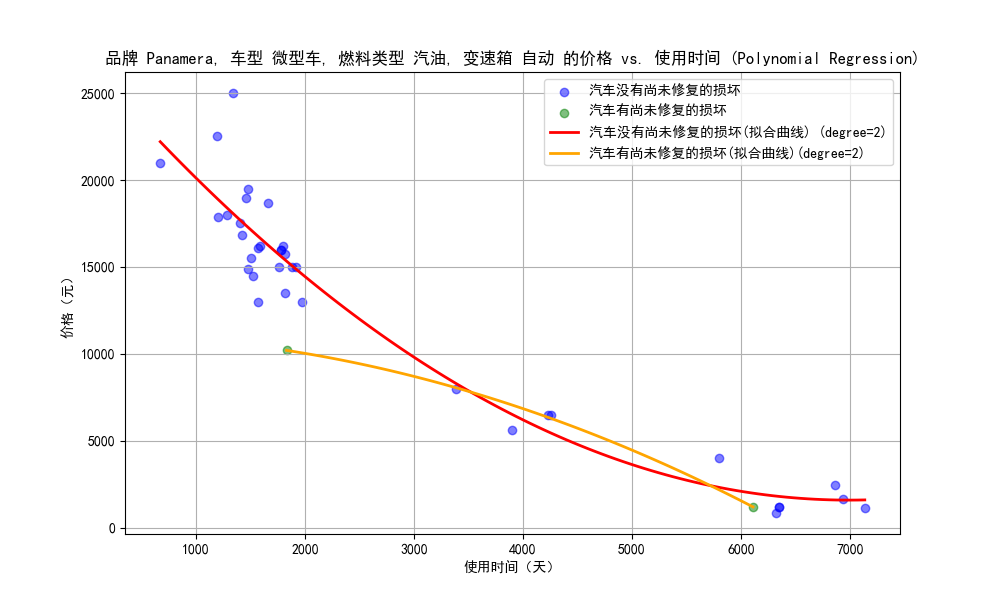 品牌 Panamera, 车型 微型车, 燃料类型 汽油, 变速箱 自动 的价格 vs. 使用时间 (Polynomial Regression)
汽车没有尚未修复的损坏
汽车有尚未修复的损坏
汽车没有尚未修复的损坏(拟合曲线) (degree=2)
汽车有尚未修复的损坏(拟合曲线)(degree=2)
价格（元）
25000
20000
15000
10000
5000
0
1000 2000 3000 4000 5000 6000 7000
使用时间（天）